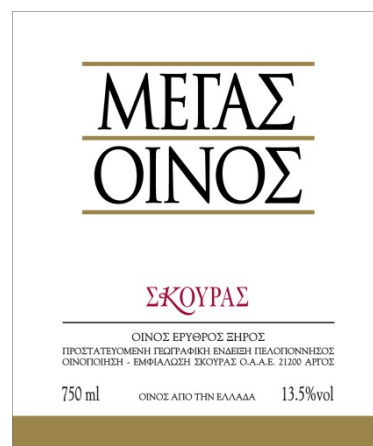 ΜΕΓΑΣ
ΟΙΝΟΣ
ΣΚΟΥΡΑΣ
ΟΙΝΟΣ ΕΡΥΘΡΟΣ ΞΗΡΟΣ
ΠΡΟΣΤΑΤΕΥΟΜΕΝΗ ΓΕΩΓΡΑΦΙΚΗ ΕΝΔΕΙΞΗ ΠΕΛΟΠΟΝΝΗΣΟΣ
ΟΙΝΟΠΟΙΗΣΗ - ΕΜΦΙΑΛΩΣΗ ΣΚΟΥΡΑΣ Ο.Α.Α.Ε. 21200 ΑΡΓΟΣ
750 ml ΟΙΝΟΣ ΑΠΟ ΤΗΝ ΕΛΛΑΔΑ 13.5%vol